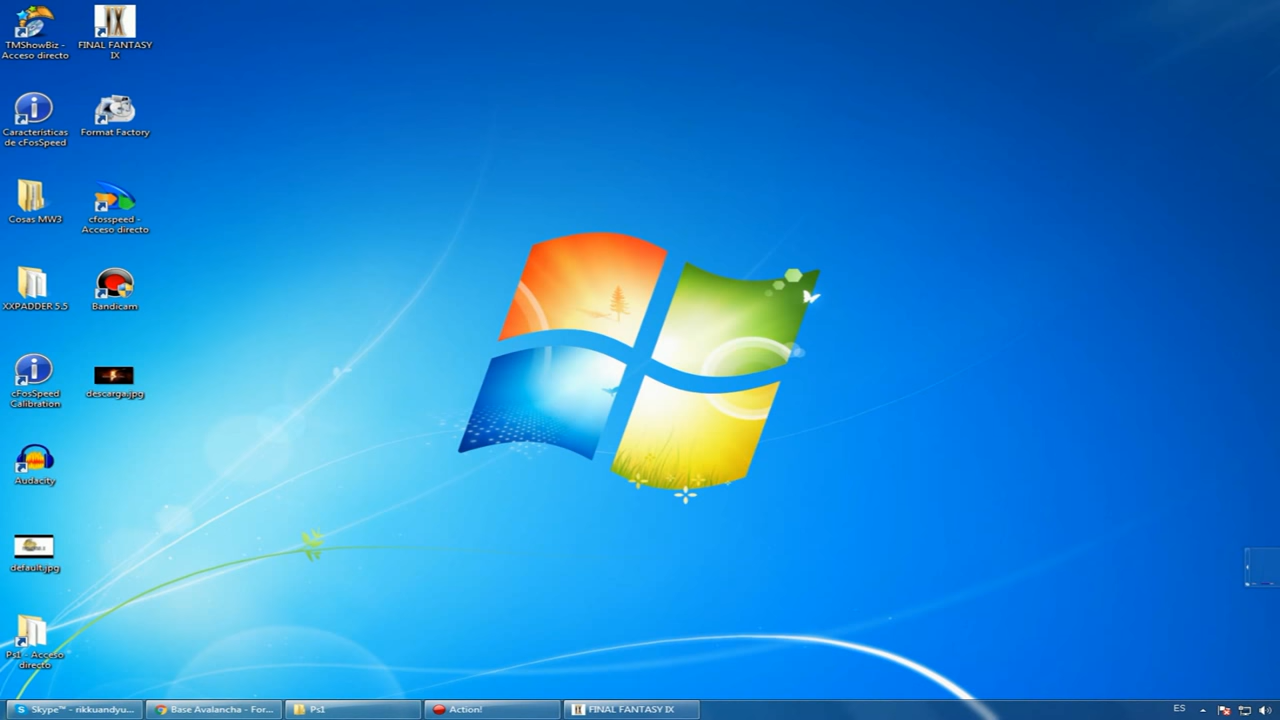 TMShowBiz -
Acceso directo
FINAL FANTASY
IX
Características
de cFosSpeed
Format Factory
Cosas MW3
cfosspeed -
Acceso directo
XXPADDER 5.5
Bandicam
cFosSpeed
Calibration
descarga.jpg
Audacity
default.jpg
Ps1 - Acceso
directo
Skype™ - rikkuandyu...
Base Avalancha - For...
Ps1
Action!
FINAL FANTASY IX
ES